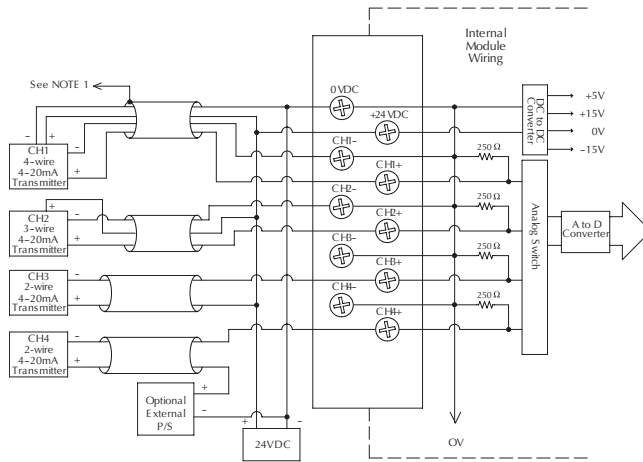 Internal
Module
Wiring
See NOTE 1
0VDC
+24VDC
CH1-
CH1+
CH2-
CH2+
CH3-
CH3+
CH4-
CH4+
250 Ω
250 Ω
250 Ω
250 Ω
DC to DC
Converter
+5V
+15V
0V
-15V
Analog Switch
A to D
Converter
- +
CH1
4-wire
4-20mA
Transmitter
-
+
+
CH2
3-wire
4-20mA
Transmitter
-
+
CH3
2-wire
4-20mA
Transmitter
-
+
CH4
2-wire
4-20mA
Transmitter
-
+
Optional
External
P/S
+
-
+ -
24VDC
OV